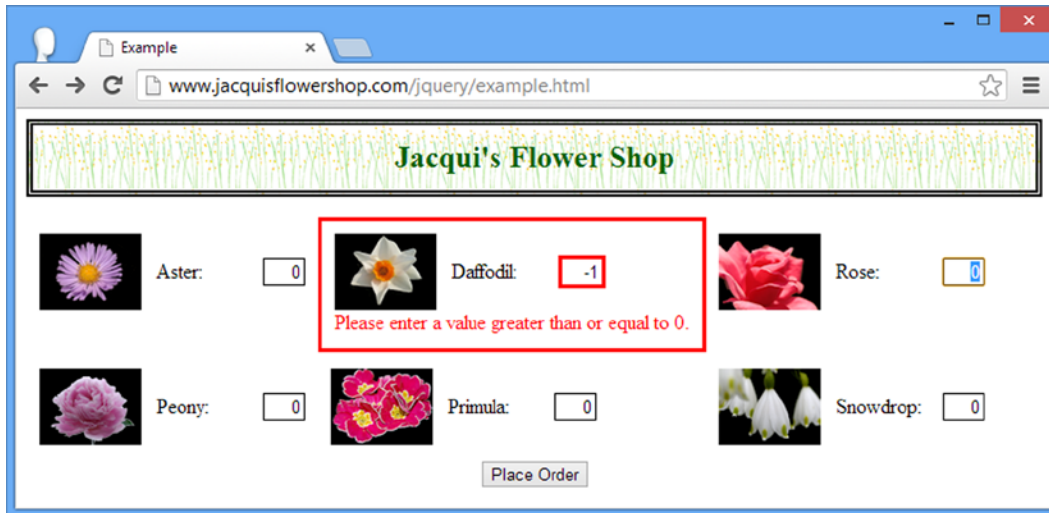 Example
www.jacquisflowershop.com/jquery/example.html
Jacqui's Flower Shop
Aster: 0 Daffodil: -1 Rose: 0
Please enter a value greater than or equal to 0.
Peony: 0 Primula: 0 Snowdrop: 0
Place Order